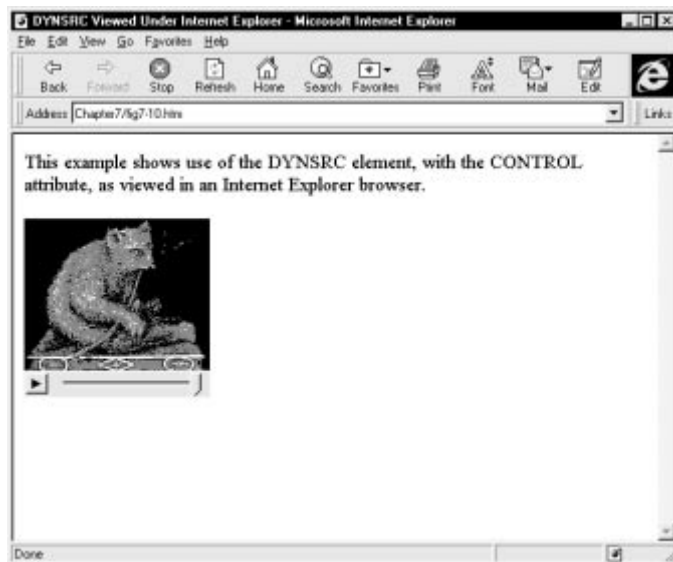 DYNSRC Viewed Under Internet Explorer - Microsoft Internet Explorer
File Edit View Go Favorites Help
Back Forward Stop Refresh Home Search Favorites Print Font Mail Edit
Address Chapter7/fig7-10.htm Links
This example shows use of the DYNSRC element, with the CONTROL
attribute, as viewed in an Internet Explorer browser.
Done